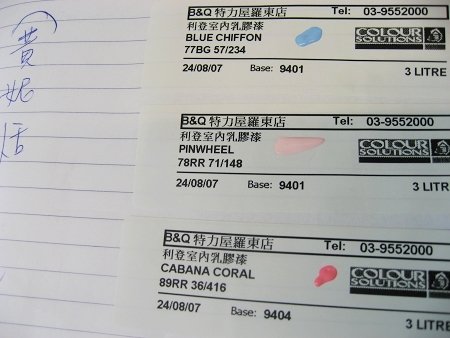 黃
妮
恬
B&Q 特力屋羅東店 Tel: 03-9552000
利登室內乳膠漆
BLUE CHIFFON
77BG 57/234
COLOUR SOLUTIONS
24/08/07 Base: 9401 3 LITRE
B&Q 特力屋羅東店 Tel: 03-9552000
利登室內乳膠漆
PINWHEEL
78RR 71/148
COLOUR SOLUTIONS
24/08/07 Base: 9401 3 LITR
B&Q 特力屋羅東店 Tel: 03-9552000
利登室內乳膠漆
CABANA CORAL
89RR 36/416
COLOUR SOLUTIONS
24/08/07 Base: 9404 3 LITR